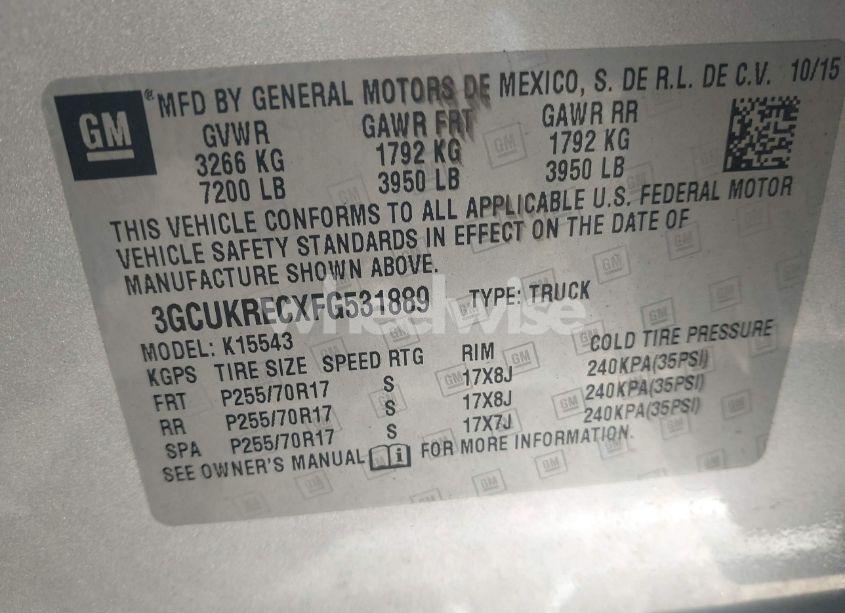 GM
®MFD BY GENERAL MOTORS DE MEXICO, S. DE R.L. DE C.V. 10/15
GVWR GAWR FRT GAWR RR
3266 KG 1792 KG 1792 KG
7200 LB 3950 LB 3950 LB
THIS VEHICLE CONFORMS TO ALL APPLICABLE U.S. FEDERAL MOTOR
VEHICLE SAFETY STANDARDS IN EFFECT ON THE DATE OF
MANUFACTURE SHOWN ABOVE.
3GCUKRECXFG531889 TYPE: TRUCK
wheelwise
MODEL: K15543
KGPS TIRE SIZE SPEED RTG RIM COLD TIRE PRESSURE
FRT P255/70R17 S 17X8J 240KPA(35PSI)
RR P255/70R17 S 17X8J 240KPA(35PSI)
SPA P255/70R17 S 17X7J 240KPA(35PSI)
SEE OWNER'S MANUAL i FOR MORE INFORMATION.